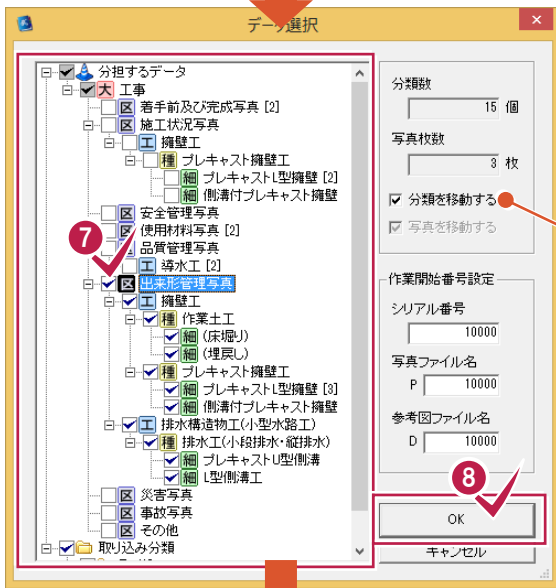 データ選択
分担するデータ
大 工事
区 着手前及び完成写真 [2]
区 施工状況写真
工 擁壁工
種 プレキャスト擁壁工
細 プレキャストL型擁壁 [2]
細 側溝付プレキャスト擁壁
区 安全管理写真
区 使用材料写真 [2]
品質管理写真
工 導水工 [2]
区 出来形管理写真
工 擁壁工
種 作業土工
細 (床堀り)
細 (埋戻し)
種 プレキャスト擁壁工
細 プレキャストL型擁壁 [3]
細 側溝付プレキャスト擁壁
工 排水構造物工(小型水路工)
種 排水工(小段排水・縦排水)
細 プレキャストU型側溝
細 L型側溝工
区 災害写真
区 事故写真
区 その他
取り込み分類
7
分類数
15 個
写真枚数
3 枚
分類を移動する
写真を移動する
作業開始番号設定
シリアル番号
10000
写真ファイル名
P 10000
参考図ファイル名
D 10000
8
OK
キャンセル